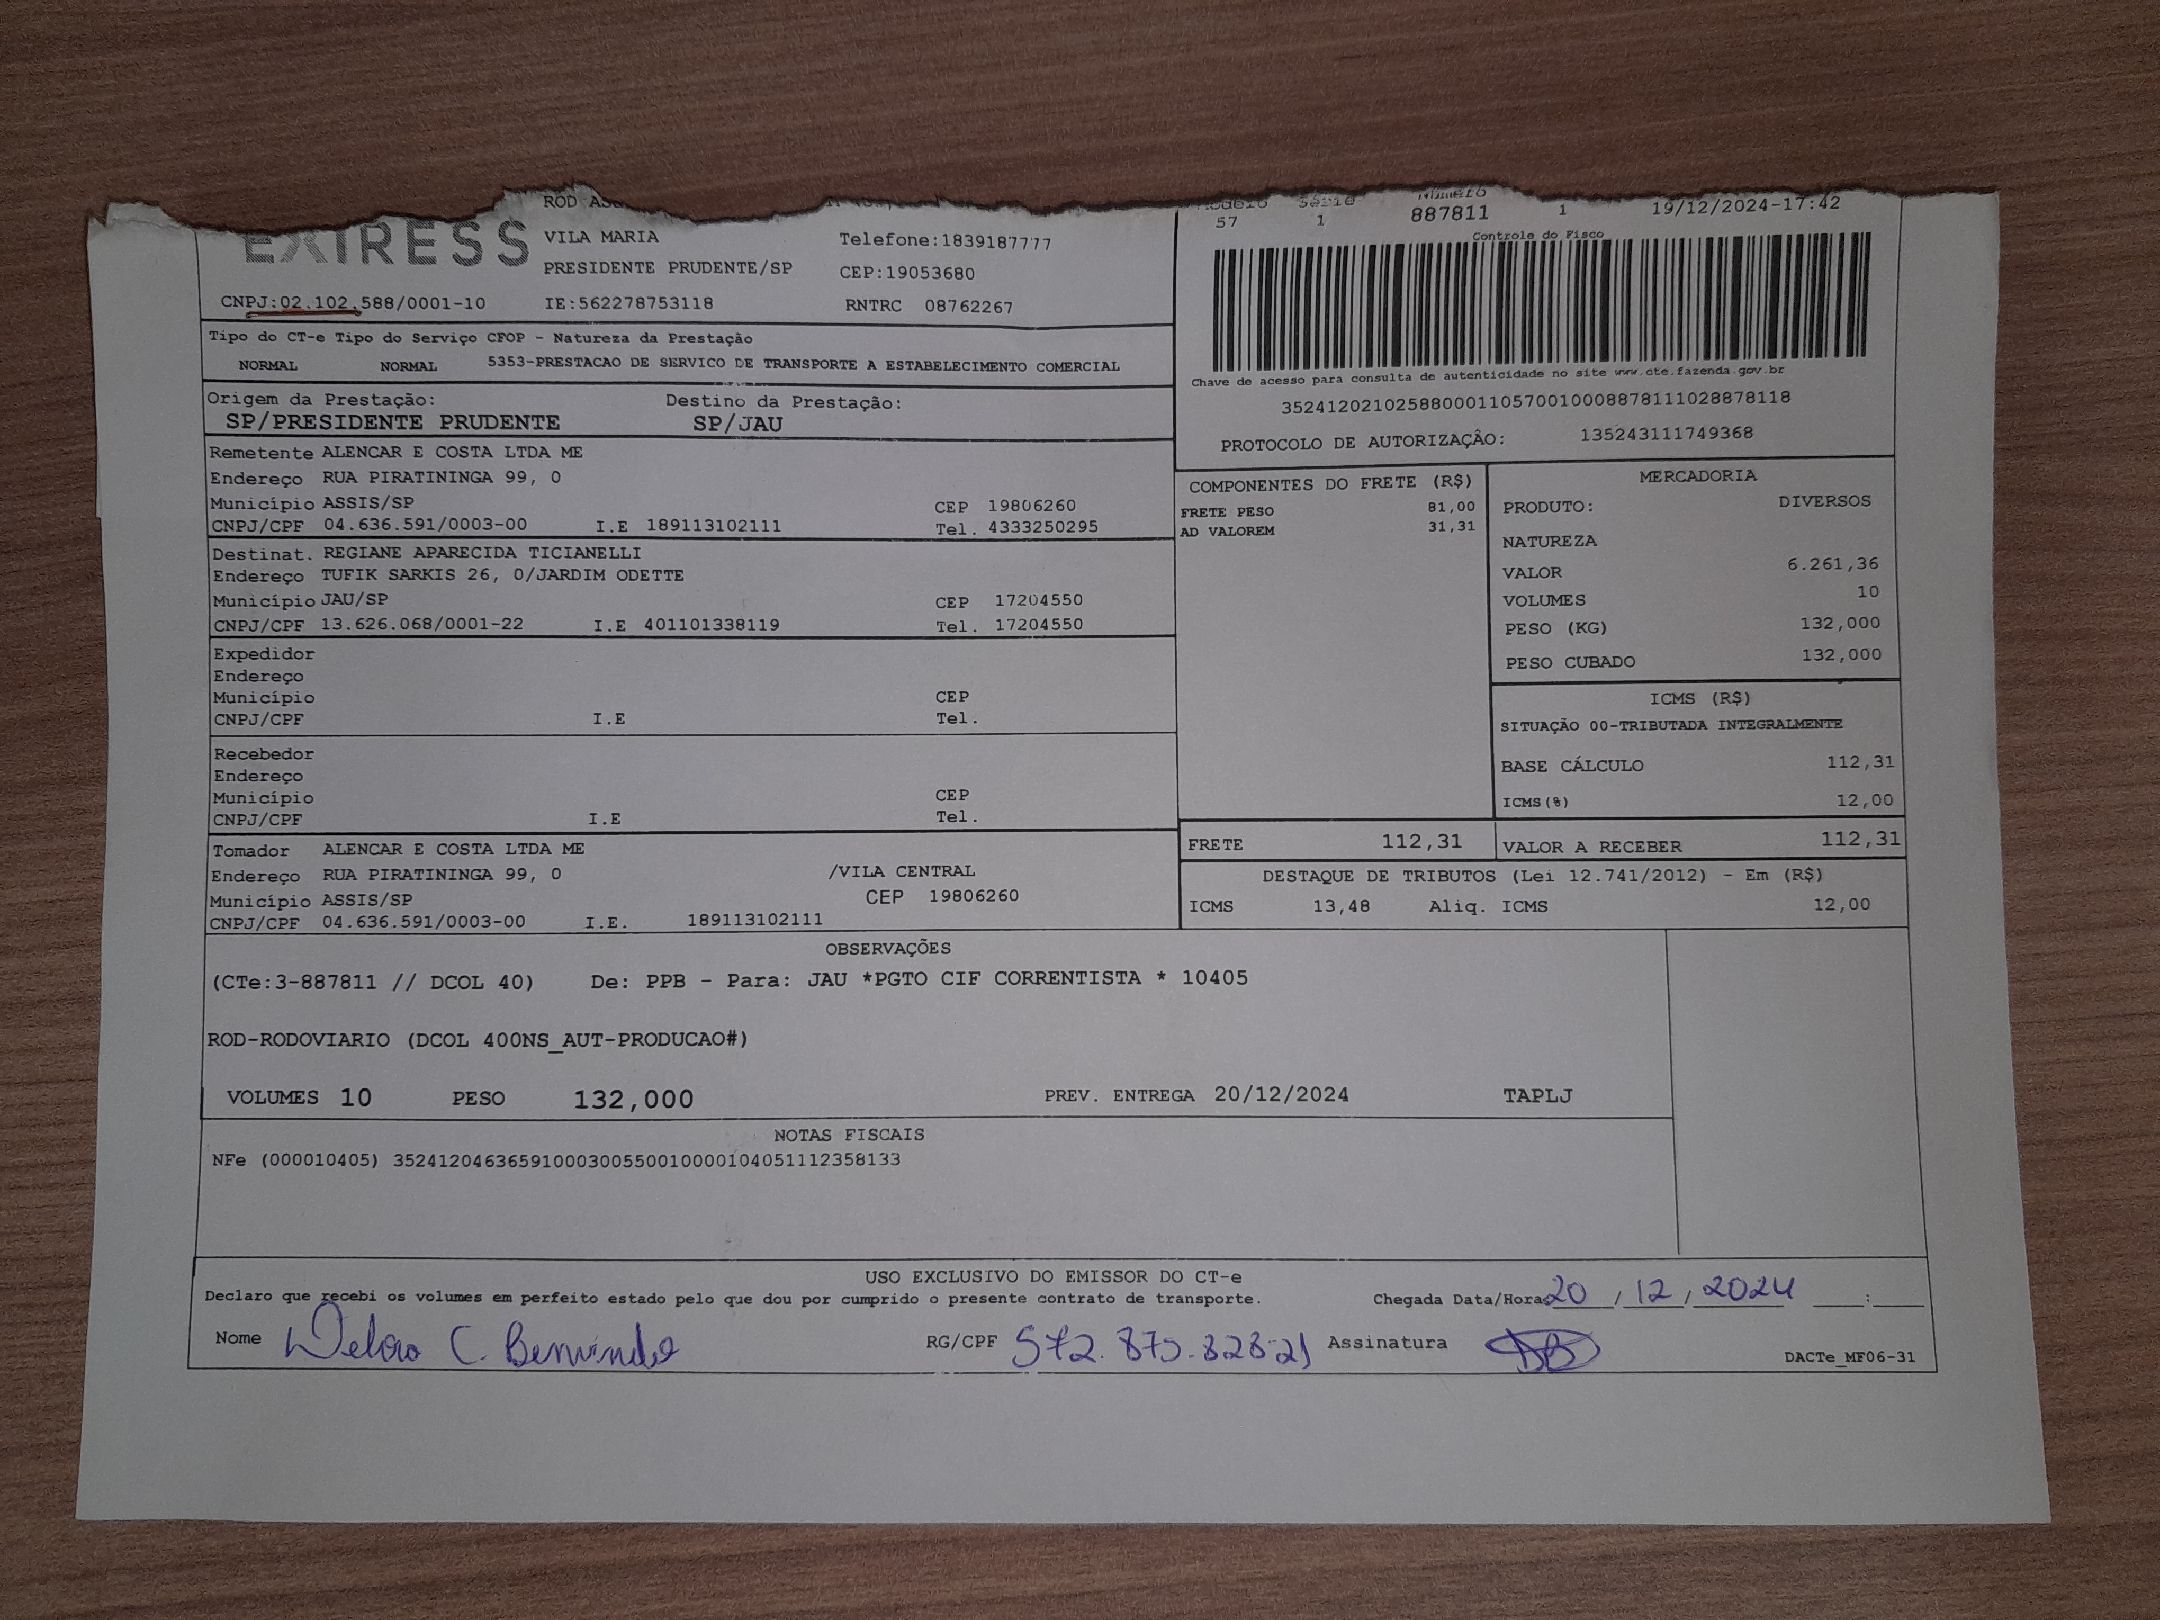 EXPRESS
ROD
VILA MARIA Telefone:1839187777
PRESIDENTE PRUDENTE/SP CEP:19053680
CNPJ:02.102.588/0001-10 IE:562278753118 RNTRC 08762267
Modelo Série Número
57 1 887811 1 19/12/2024-17:42
Controle do Fisco
Chave de acesso para consulta de autenticidade no site www.cte.fazenda.gov.br
35241202102588000110570010008878111028878118
PROTOCOLO DE AUTORIZAÇÃO: 135243111749368
Tipo do CT-e Tipo do Serviço CFOP - Natureza da Prestação
NORMAL NORMAL 5353-PRESTACAO DE SERVICO DE TRANSPORTE A ESTABELECIMENTO COMERCIAL
Origem da Prestação: Destino da Prestação:
SP/PRESIDENTE PRUDENTE SP/JAU
Remetente ALENCAR E COSTA LTDA ME
Endereço RUA PIRATININGA 99, 0
Município ASSIS/SP CEP 19806260
CNPJ/CPF 04.636.591/0003-00 I.E 189113102111 Tel. 4333250295
Destinat. REGIANE APARECIDA TICIANELLI
Endereço TUFIK SARKIS 26, 0/JARDIM ODETTE
Município JAU/SP CEP 17204550
CNPJ/CPF 13.626.068/0001-22 I.E 401101338119 Tel. 17204550
Expedidor
Endereço
Município CEP
CNPJ/CPF I.E Tel.
Recebedor
Endereço
Município CEP
CNPJ/CPF I.E Tel.
Tomador ALENCAR E COSTA LTDA ME
Endereço RUA PIRATININGA 99, 0 /VILA CENTRAL
Município ASSIS/SP CEP 19806260
CNPJ/CPF 04.636.591/0003-00 I.E. 189113102111
COMPONENTES DO FRETE (R$)
FRETE PESO 81,00
AD VALOREM 31,31
MERCADORIA
PRODUTO: DIVERSOS
NATUREZA
VALOR 6.261,36
VOLUMES 10
PESO (KG) 132,000
PESO CUBADO 132,000
ICMS (R$)
SITUAÇÃO 00-TRIBUTADA INTEGRALMENTE
BASE CÁLCULO 112,31
ICMS(%) 12,00
FRETE 112,31 VALOR A RECEBER 112,31
DESTAQUE DE TRIBUTOS (Lei 12.741/2012) - Em (R$)
ICMS 13,48 Aliq. ICMS 12,00
OBSERVAÇÕES
(CTe:3-887811 // DCOL 40) De: PPB - Para: JAU *PGTO CIF CORRENTISTA * 10405
ROD-RODOVIARIO (DCOL 400NS_AUT-PRODUCAO#)
VOLUMES 10 PESO 132,000 PREV. ENTREGA 20/12/2024 TAPLJ
NOTAS FISCAIS
NFe (000010405) 35241204636591000300550010000104051112358133
USO EXCLUSIVO DO EMISSOR DO CT-e
Declaro que recebi os volumes em perfeito estado pelo que dou por cumprido o presente contrato de transporte. Chegada Data/Hora 20/12/2024 __:__
Nome C. Benvindo RG/CPF 572.875.828-21 Assinatura
DACTe_MF06-31